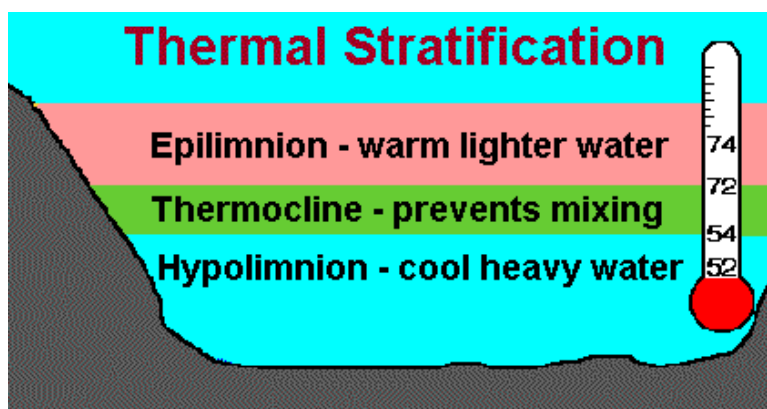 Thermal Stratification
Epilimnion - warm lighter water
74
72
Thermocline - prevents mixing
54
Hypolimnion - cool heavy water
52